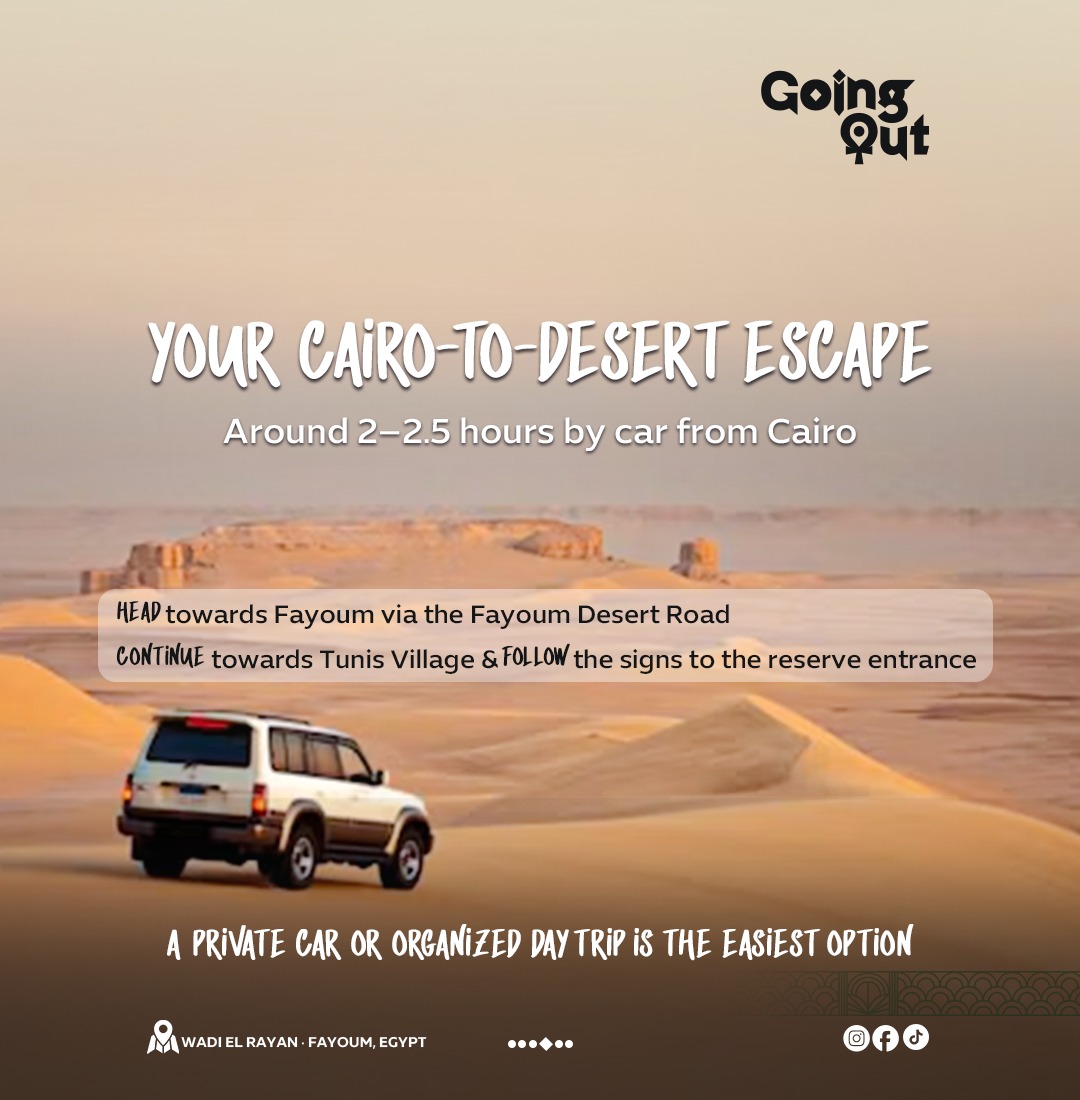 Going
Out
YOUR CAIRO-TO-DESERT ESCAPE
Around 2–2.5 hours by car from Cairo
HEAD towards Fayoum via the Fayoum Desert Road
CONTINUE towards Tunis Village & FOLLOW the signs to the reserve entrance
A PRIVATE CAR OR ORGANIZED DAY TRIP IS THE EASIEST OPTION
WADI EL RAYAN · FAYOUM, EGYPT